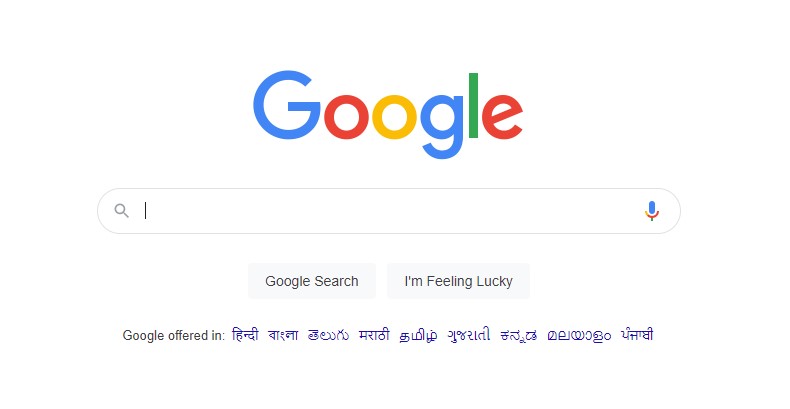 Google
Google Search I'm Feeling Lucky
Google offered in: हिन्दी বাংলা తెలుగు मराठी தமிழ் ગુજરાતી ಕನ್ನಡ മലയാളം ਪੰਜਾਬੀ